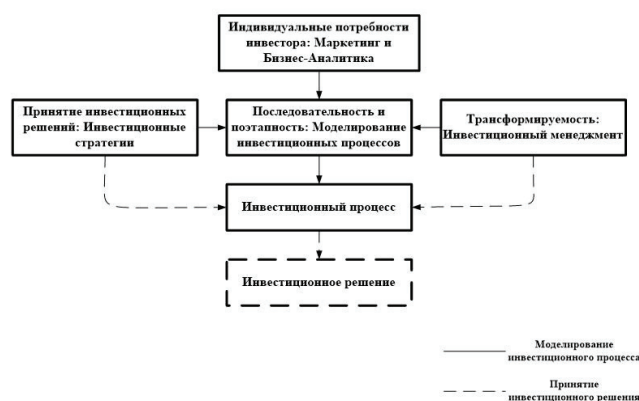 Индивидуальные потребности
инвестора: Маркетинг и
Бизнес-Аналитика
Принятие инвестиционных
решений: Инвестиционные
стратегии
Последовательность и
поэтапность: Моделирование
инвестиционных процессов
Трансформируемость:
Инвестиционный менеджмент
Инвестиционный процесс
Инвестиционное решение
Моделирование
инвестиционного процесса
Принятие
инвестиционного решения